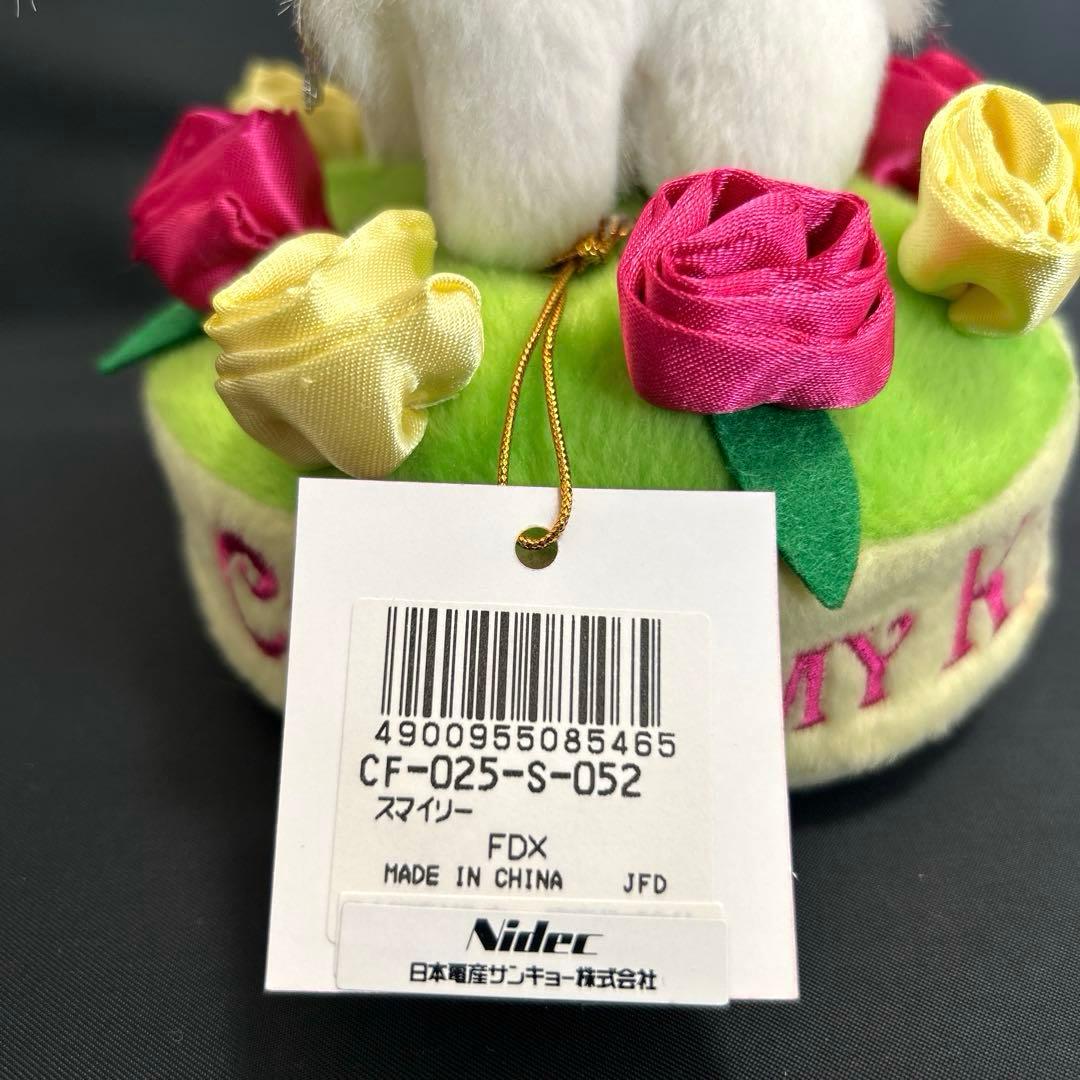 C MY K
4900955085465
CF-025-S-052
スマイリー
FDX
MADE IN CHINA JFD
Nidec
日本電産サンキョー株式会社